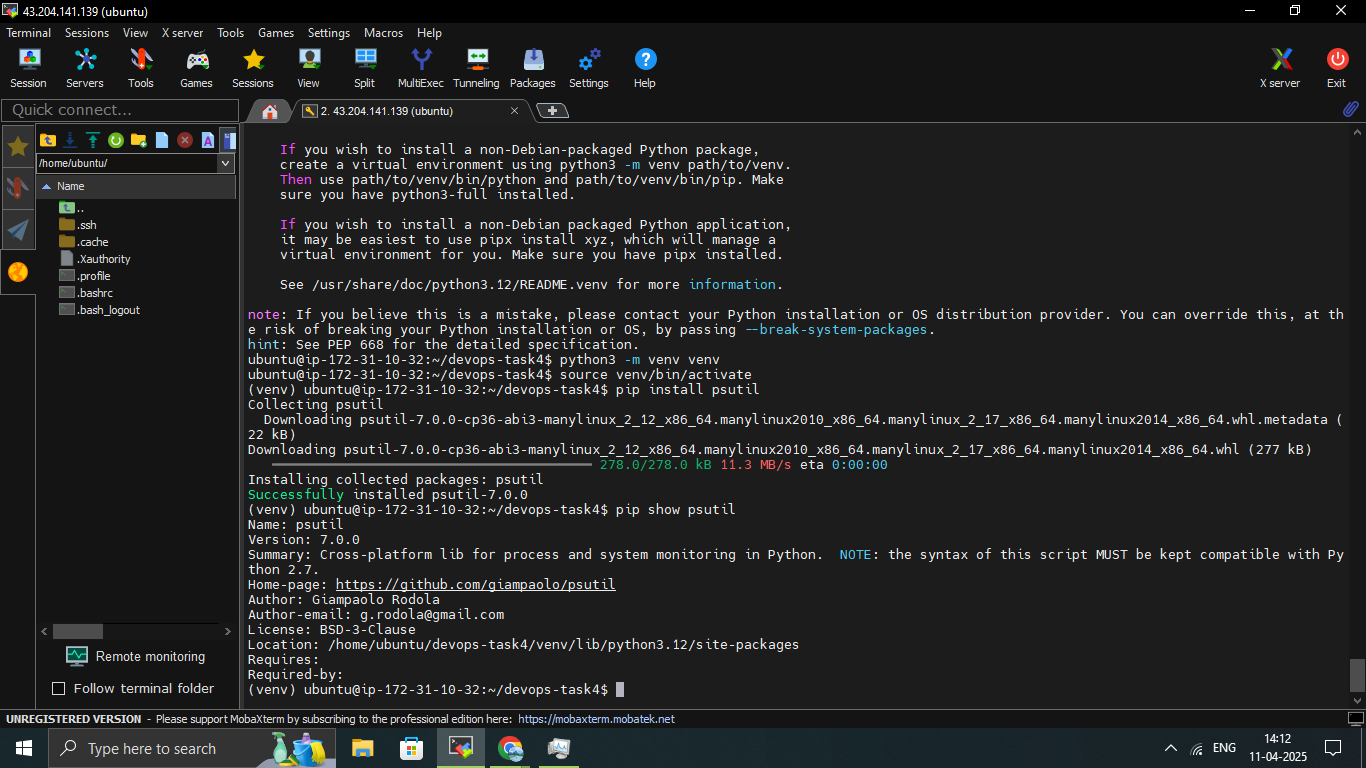 43.204.141.139 (ubuntu)
Terminal Sessions View X server Tools Games Settings Macros Help
Session Servers Tools Games Sessions View Split MultiExec Tunneling Packages Settings Help X server Exit
Quick connect...
2. 43.204.141.139 (ubuntu)
/home/ubuntu/
Name
..
.ssh
.cache
.Xauthority
.profile
.bashrc
.bash_logout
Remote monitoring
Follow terminal folder
If you wish to install a non-Debian-packaged Python package,
create a virtual environment using python3 -m venv path/to/venv.
Then use path/to/venv/bin/python and path/to/venv/bin/pip. Make
sure you have python3-full installed.
If you wish to install a non-Debian packaged Python application,
it may be easiest to use pipx install xyz, which will manage a
virtual environment for you. Make sure you have pipx installed.
See /usr/share/doc/python3.12/README.venv for more information.
note: If you believe this is a mistake, please contact your Python installation or OS distribution provider. You can override this, at th
e risk of breaking your Python installation or OS, by passing --break-system-packages.
hint: See PEP 668 for the detailed specification.
ubuntu@ip-172-31-10-32:~/devops-task4$ python3 -m venv venv
ubuntu@ip-172-31-10-32:~/devops-task4$ source venv/bin/activate
(venv) ubuntu@ip-172-31-10-32:~/devops-task4$ pip install psutil
Collecting psutil
Downloading psutil-7.0.0-cp36-abi3-manylinux_2_12_x86_64.manylinux2010_x86_64.manylinux_2_17_x86_64.manylinux2014_x86_64.whl.metadata (
22 kB)
Downloading psutil-7.0.0-cp36-abi3-manylinux_2_12_x86_64.manylinux2010_x86_64.manylinux_2_17_x86_64.manylinux2014_x86_64.whl (277 kB)
278.0/278.0 kB 11.3 MB/s eta 0:00:00
Installing collected packages: psutil
Successfully installed psutil-7.0.0
(venv) ubuntu@ip-172-31-10-32:~/devops-task4$ pip show psutil
Name: psutil
Version: 7.0.0
Summary: Cross-platform lib for process and system monitoring in Python.  NOTE: the syntax of this script MUST be kept compatible with Py
thon 2.7.
Home-page: https://github.com/giampaolo/psutil
Author: Giampaolo Rodola
Author-email: g.rodola@gmail.com
License: BSD-3-Clause
Location: /home/ubuntu/devops-task4/venv/lib/python3.12/site-packages
Requires:
Required-by:
(venv) ubuntu@ip-172-31-10-32:~/devops-task4$
UNREGISTERED VERSION - Please support MobaXterm by subscribing to the professional edition here: https://mobaxterm.mobatek.net
Type here to search
ENG
14:12
11-04-2025